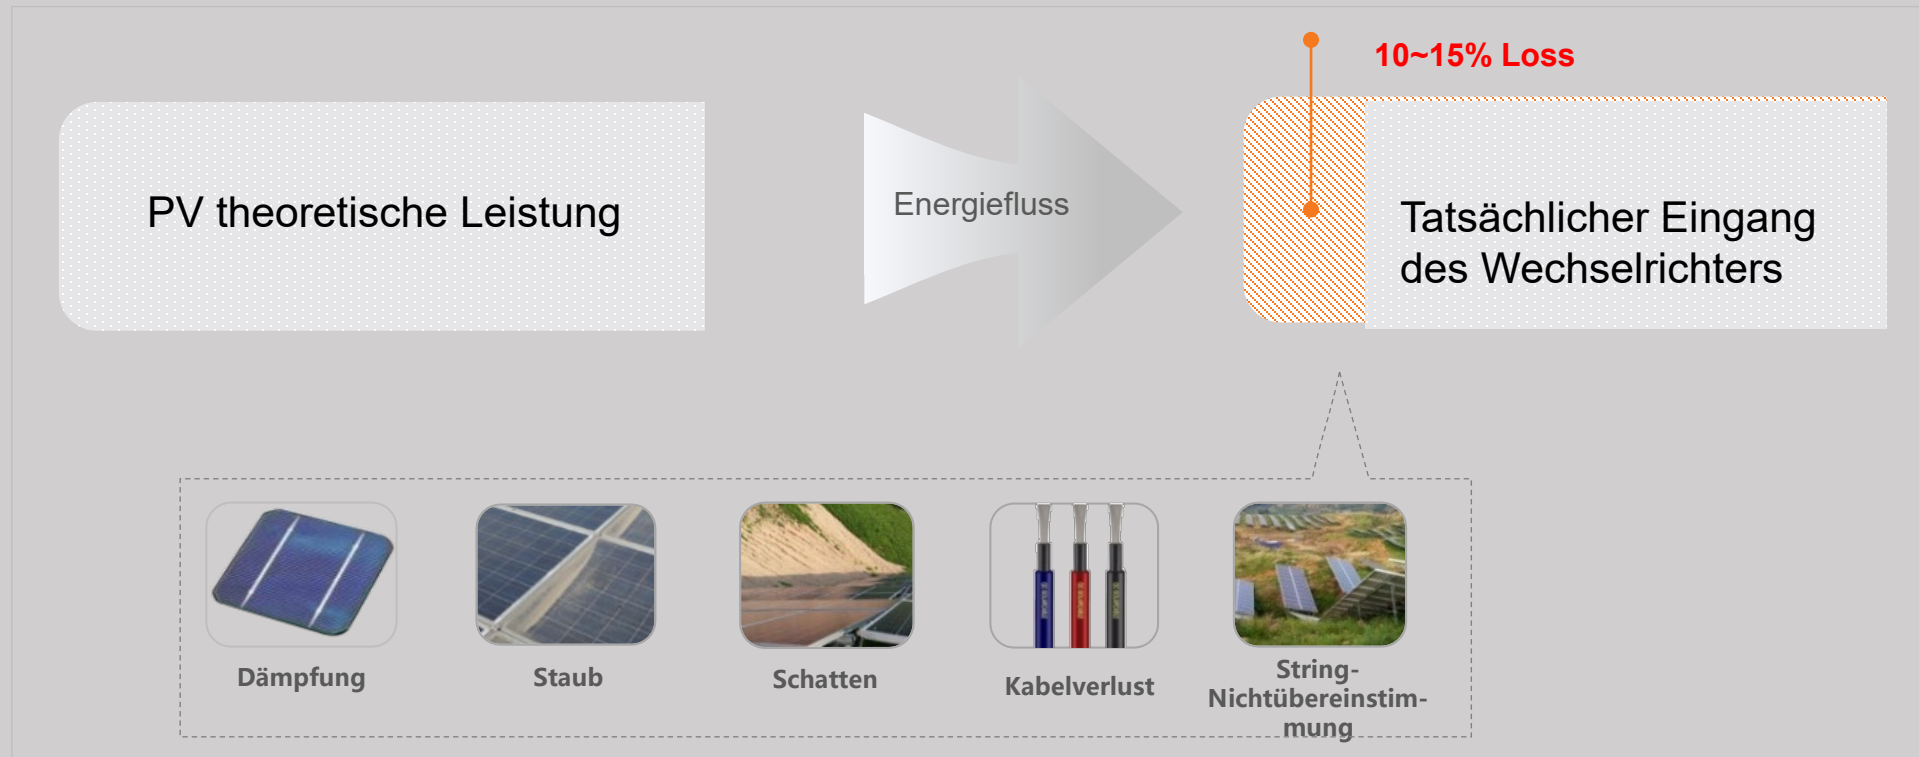 10~15% Loss
PV theoretische Leistung
Energiefluss
Tatsächlicher Eingang
des Wechselrichters
Dämpfung
Staub
Schatten
Kabelverlust
String-
Nichtübereinstim-
mung